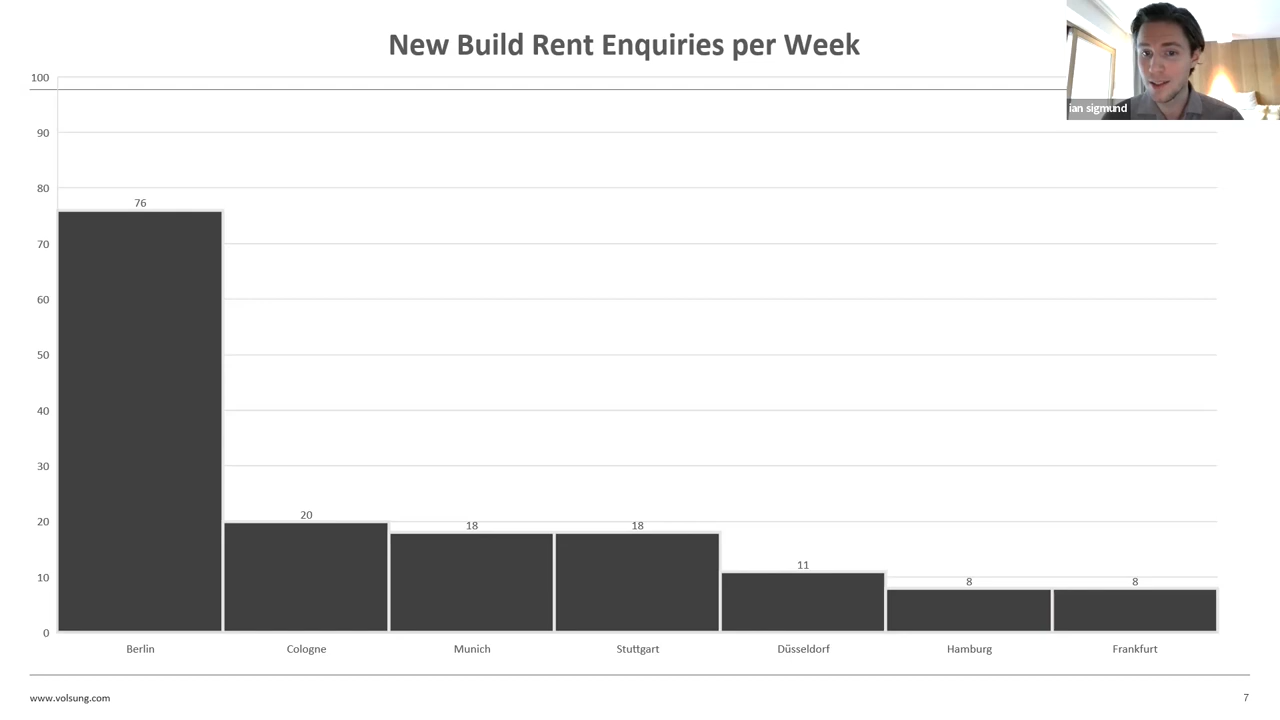 New Build Rent Enquiries per Week
ian sigmund
100
90
80
70
60
50
40
30
20
10
0
76
20
18
18
11
8
8
Berlin
Cologne
Munich
Stuttgart
Düsseldorf
Hamburg
Frankfurt
www.volsung.com
7